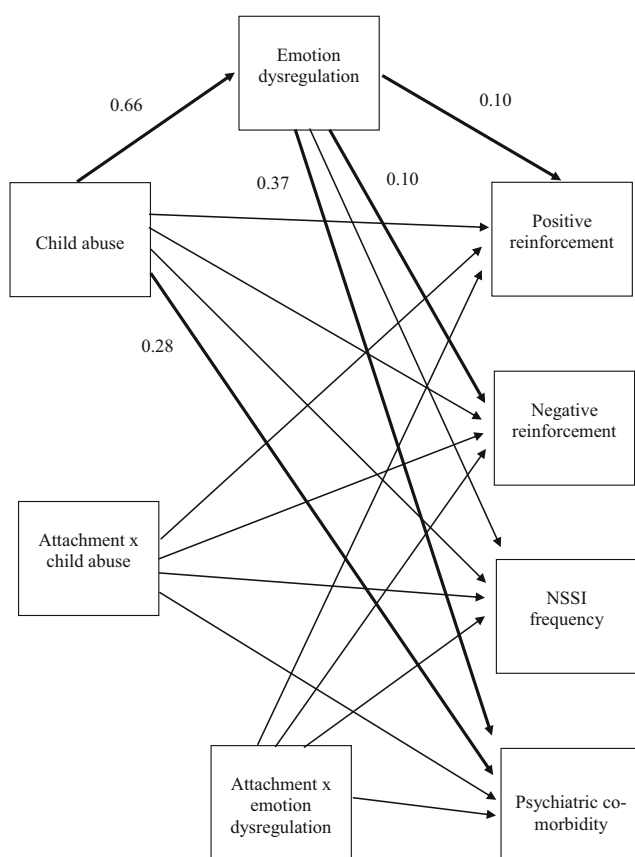 Emotion
dysregulation
0.66
0.10
0.37
0.10
Child abuse
Positive
reinforcement
0.28
Negative
reinforcement
Attachment x
child abuse
NSSI
frequency
Attachment x
emotion
dysregulation
Psychiatric co-
morbidity